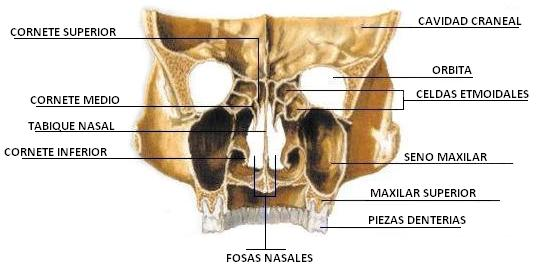 CORNETE SUPERIOR
CAVIDAD CRANEAL
ORBITA
CORNETE MEDIO
CELDAS ETMOIDALES
TABIQUE NASAL
CORNETE INFERIOR
SENO MAXILAR
MAXILAR SUPERIOR
PIEZAS DENTERIAS
FOSAS NASALES